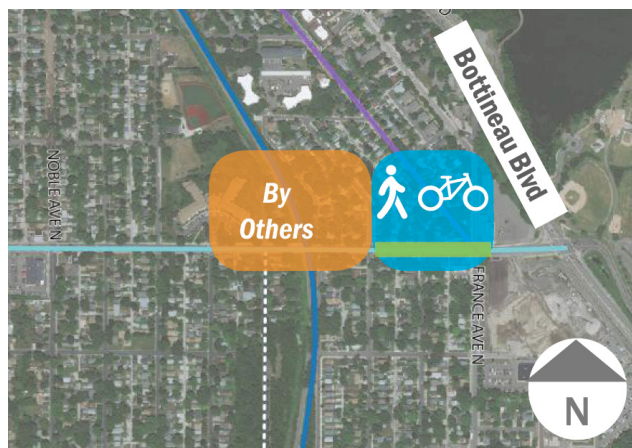 Bottineau Blvd
NOBLE AVE N
By
Others
FRANCE AVE N
N